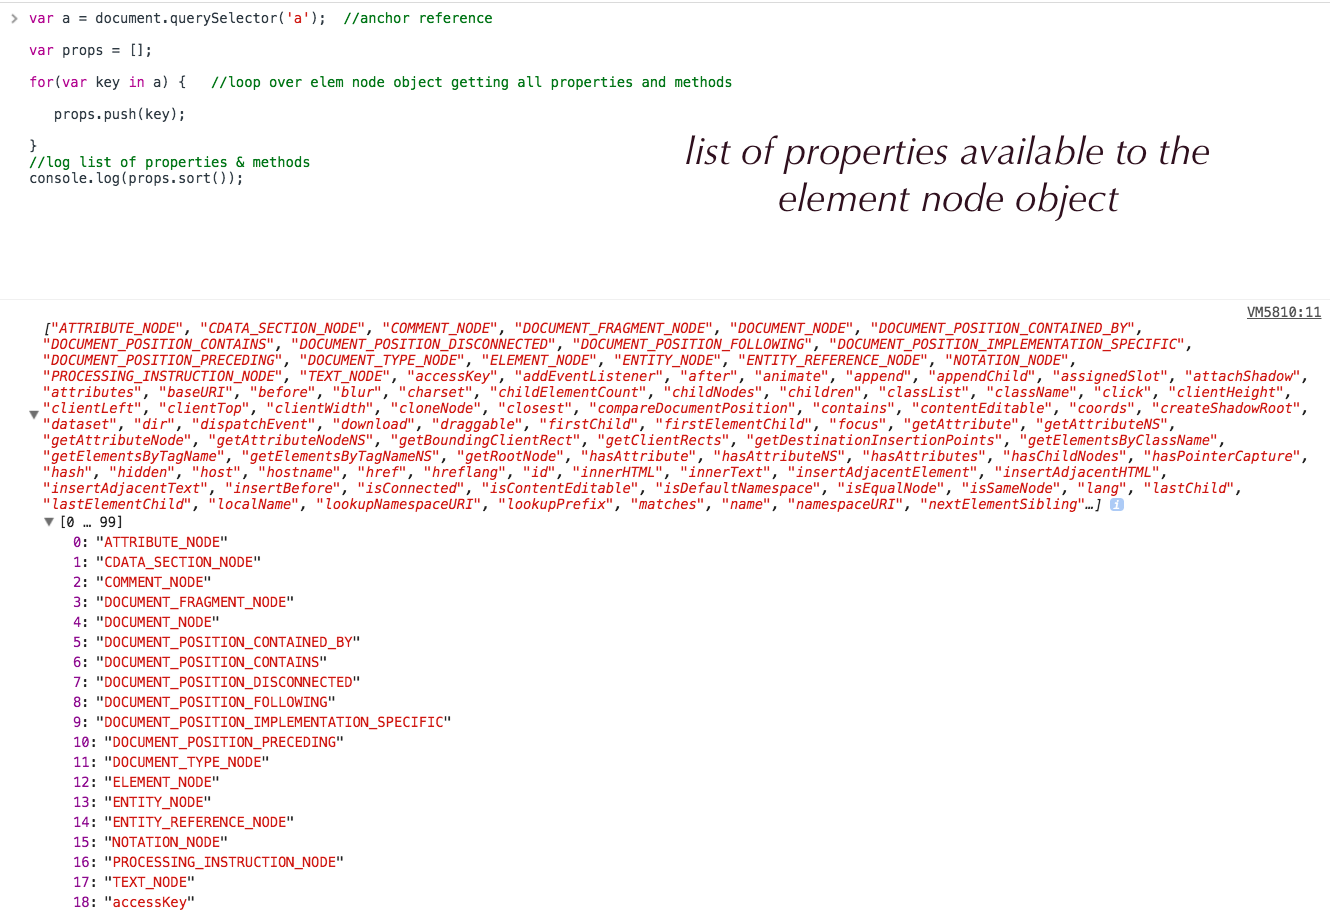 var a = document.querySelector('a');  //anchor reference
var props = [];
for(var key in a) {   //loop over elem node object getting all properties and methods
props.push(key);
}
//log list of properties & methods
console.log(props.sort());
list of properties available to the
element node object
VM5810:11
["ATTRIBUTE_NODE", "CDATA_SECTION_NODE", "COMMENT_NODE", "DOCUMENT_FRAGMENT_NODE", "DOCUMENT_NODE", "DOCUMENT_POSITION_CONTAINED_BY",
"DOCUMENT_POSITION_CONTAINS", "DOCUMENT_POSITION_DISCONNECTED", "DOCUMENT_POSITION_FOLLOWING", "DOCUMENT_POSITION_IMPLEMENTATION_SPECIFIC",
"DOCUMENT_POSITION_PRECEDING", "DOCUMENT_TYPE_NODE", "ELEMENT_NODE", "ENTITY_NODE", "ENTITY_REFERENCE_NODE", "NOTATION_NODE",
"PROCESSING_INSTRUCTION_NODE", "TEXT_NODE", "accessKey", "addEventListener", "after", "animate", "append", "appendChild", "assignedSlot", "attachShadow",
"attributes", "baseURI", "before", "blur", "charset", "childElementCount", "childNodes", "children", "classList", "className", "click", "clientHeight",
"clientLeft", "clientTop", "clientWidth", "cloneNode", "closest", "compareDocumentPosition", "contains", "contentEditable", "coords", "createShadowRoot",
"dataset", "dir", "dispatchEvent", "download", "draggable", "firstChild", "firstElementChild", "focus", "getAttribute", "getAttributeNS",
"getAttributeNode", "getAttributeNodeNS", "getBoundingClientRect", "getClientRects", "getDestinationInsertionPoints", "getElementsByClassName",
"getElementsByTagName", "getElementsByTagNameNS", "getRootNode", "hasAttribute", "hasAttributeNS", "hasAttributes", "hasChildNodes", "hasPointerCapture",
"hash", "hidden", "host", "hostname", "href", "hreflang", "id", "innerHTML", "innerText", "insertAdjacentElement", "insertAdjacentHTML",
"insertAdjacentText", "insertBefore", "isConnected", "isContentEditable", "isDefaultNamespace", "isEqualNode", "isSameNode", "lang", "lastChild",
"lastElementChild", "localName", "lookupNamespaceURI", "lookupPrefix", "matches", "name", "namespaceURI", "nextElementSibling"…] i
[0 … 99]
0: "ATTRIBUTE_NODE"
1: "CDATA_SECTION_NODE"
2: "COMMENT_NODE"
3: "DOCUMENT_FRAGMENT_NODE"
4: "DOCUMENT_NODE"
5: "DOCUMENT_POSITION_CONTAINED_BY"
6: "DOCUMENT_POSITION_CONTAINS"
7: "DOCUMENT_POSITION_DISCONNECTED"
8: "DOCUMENT_POSITION_FOLLOWING"
9: "DOCUMENT_POSITION_IMPLEMENTATION_SPECIFIC"
10: "DOCUMENT_POSITION_PRECEDING"
11: "DOCUMENT_TYPE_NODE"
12: "ELEMENT_NODE"
13: "ENTITY_NODE"
14: "ENTITY_REFERENCE_NODE"
15: "NOTATION_NODE"
16: "PROCESSING_INSTRUCTION_NODE"
17: "TEXT_NODE"
18: "accessKey"